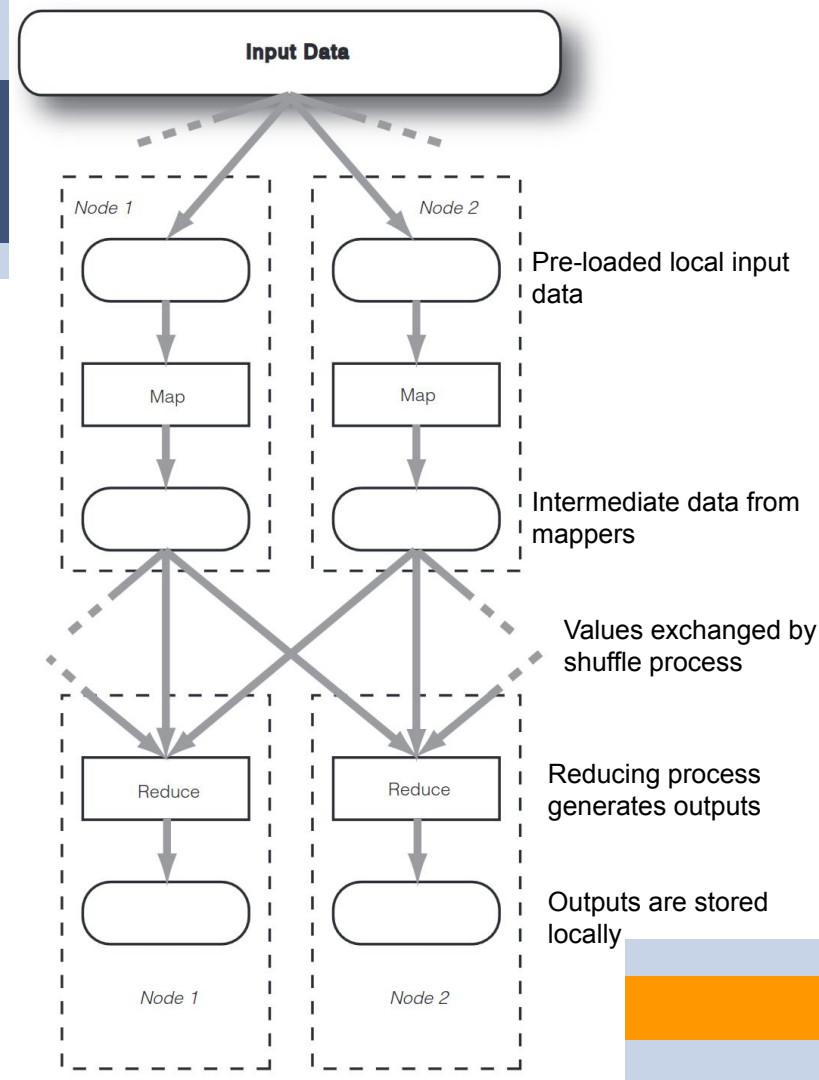 Input Data
Node 1
Node 2
Pre-loaded local input
data
Map
Map
Intermediate data from
mappers
Values exchanged by
shuffle process
Reduce
Reduce
Reducing process
generates outputs
Outputs are stored
locally
Node 1
Node 2